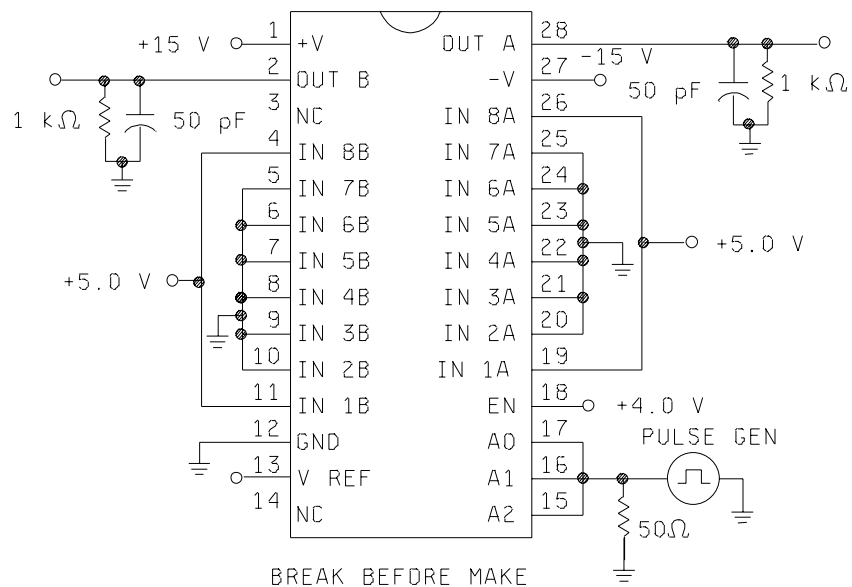 1 +V OUT A 28
+15 V
-15 V
2 OUT B -V 27
1 kΩ 50 pF
50 pF 1 kΩ
3 NC IN 8A 26
4 IN 8B IN 7A 25
5 IN 7B IN 6A 24
6 IN 6B IN 5A 23
7 IN 5B IN 4A 22
+5.0 V
+5.0 V
8 IN 4B IN 3A 21
9 IN 3B IN 2A 20
10 IN 2B IN 1A 19
11 IN 1B EN 18
+4.0 V
12 GND A0 17
PULSE GEN
13 V REF A1 16
14 NC A2 15
50Ω
BREAK BEFORE MAKE